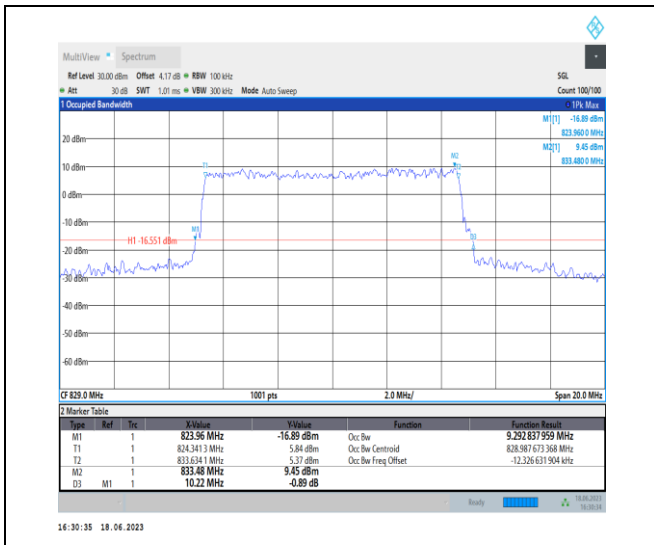 MultiView Spectrum
Ref Level 30.00 dBm Offset 4.17 dB RBW 100 kHz SGL
Att 30 dB SWT 1.01 ms VBW 300 kHz Mode Auto Sweep Count 100/100
1 Occupied Bandwidth 1Pk Max
M1[1] -16.89 dBm
823.960 0 MHz
M2[1] 9.45 dBm
833.480 0 MHz
20 dBm
M2
T1
T2
10 dBm
0 dBm
-10 dBm
M1
H1 -16.551 dBm
D3
-20 dBm
-30 dBm
-40 dBm
-50 dBm
-60 dBm
CF 829.0 MHz 1001 pts 2.0 MHz/ Span 20.0 MHz
2 Marker Table
Type Ref Trc X-Value Y-Value Function Function Result
M1 1 823.96 MHz -16.89 dBm Occ Bw 9.292 837 959 MHz
T1 1 824.341 3 MHz 5.84 dBm Occ Bw Centroid 828.987 673 368 MHz
T2 1 833.634 1 MHz 5.37 dBm Occ Bw Freq Offset -12.326 631 904 kHz
M2 1 833.48 MHz 9.45 dBm
D3 M1 1 10.22 MHz -0.89 dB
Ready 18.06.2023
16:30:34
16:30:35 18.06.2023